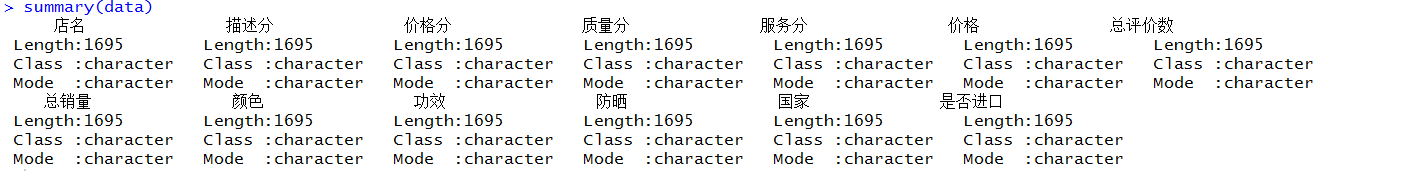 > summary(data)
店名 描述分 价格分 质量分 服务分 价格 总评价数
Length:1695 Length:1695 Length:1695 Length:1695 Length:1695 Length:1695 Length:1695
Class :character Class :character Class :character Class :character Class :character Class :character Class :character
Mode :character Mode :character Mode :character Mode :character Mode :character Mode :character Mode :character
总销量 颜色 功效 防晒 国家 是否进口
Length:1695 Length:1695 Length:1695 Length:1695 Length:1695 Length:1695
Class :character Class :character Class :character Class :character Class :character Class :character
Mode :character Mode :character Mode :character Mode :character Mode :character Mode :character